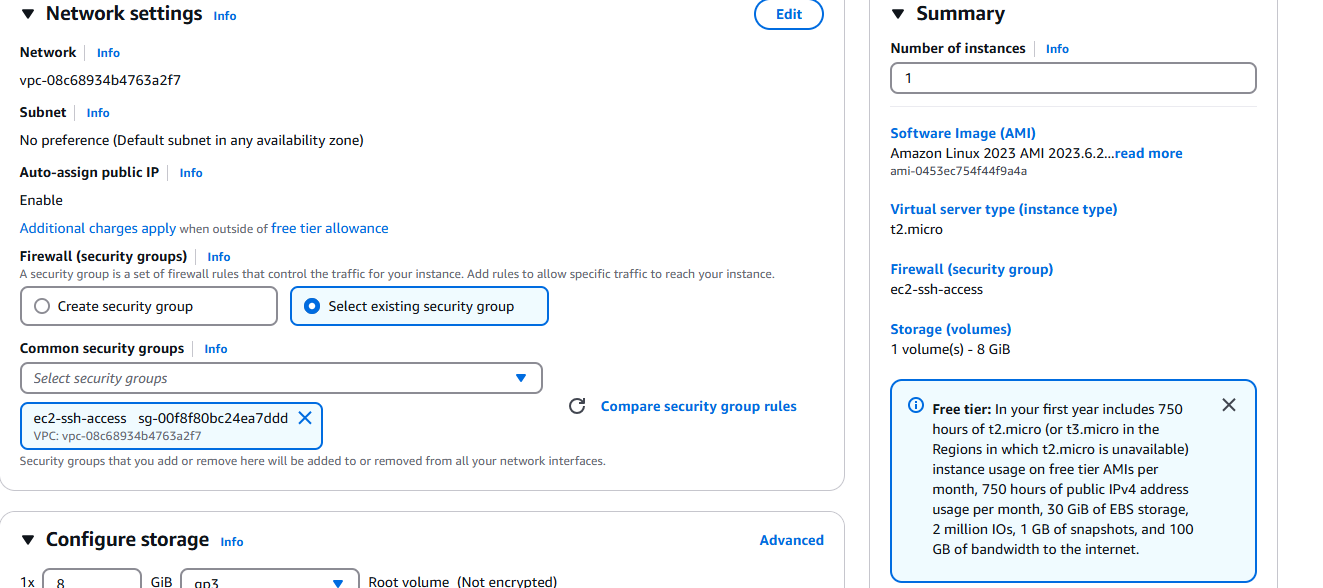 Network settings Info
Edit
Network Info
vpc-08c68934b4763a2f7
Subnet Info
No preference (Default subnet in any availability zone)
Auto-assign public IP Info
Enable
Additional charges apply when outside of free tier allowance
Firewall (security groups) Info
A security group is a set of firewall rules that control the traffic for your instance. Add rules to allow specific traffic to reach your instance.
Create security group
Select existing security group
Common security groups Info
Select security groups
ec2-ssh-access sg-00f8f80bc24ea7ddd
VPC: vpc-08c68934b4763a2f7
Compare security group rules
Security groups that you add or remove here will be added to or removed from all your network interfaces.
Configure storage Info
Advanced
1x 8 GiB gp3 Root volume (Not encrypted)
Summary
Number of instances Info
1
Software Image (AMI)
Amazon Linux 2023 AMI 2023.6.2...read more
ami-0453ec754f44f9a4a
Virtual server type (instance type)
t2.micro
Firewall (security group)
ec2-ssh-access
Storage (volumes)
1 volume(s) - 8 GiB
Free tier: In your first year includes 750
hours of t2.micro (or t3.micro in the
Regions in which t2.micro is unavailable)
instance usage on free tier AMIs per
month, 750 hours of public IPv4 address
usage per month, 30 GiB of EBS storage,
2 million IOs, 1 GB of snapshots, and 100
GB of bandwidth to the internet.